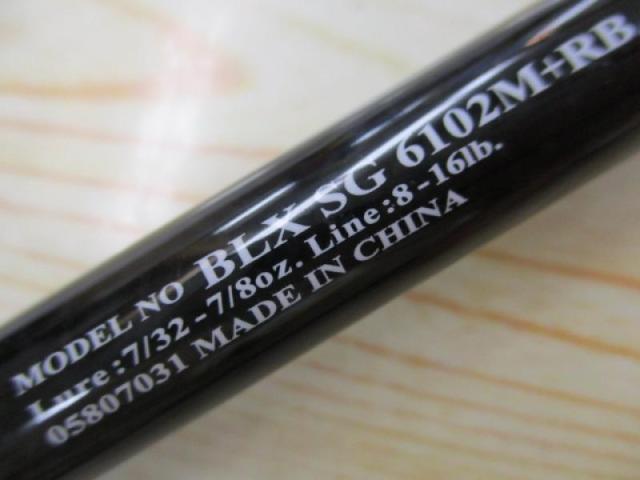 MODEL NO BLX SG 6102M+RB
Lure:7/32-7/8oz. Line:8-16lb.
05807031 MADE IN CHINA